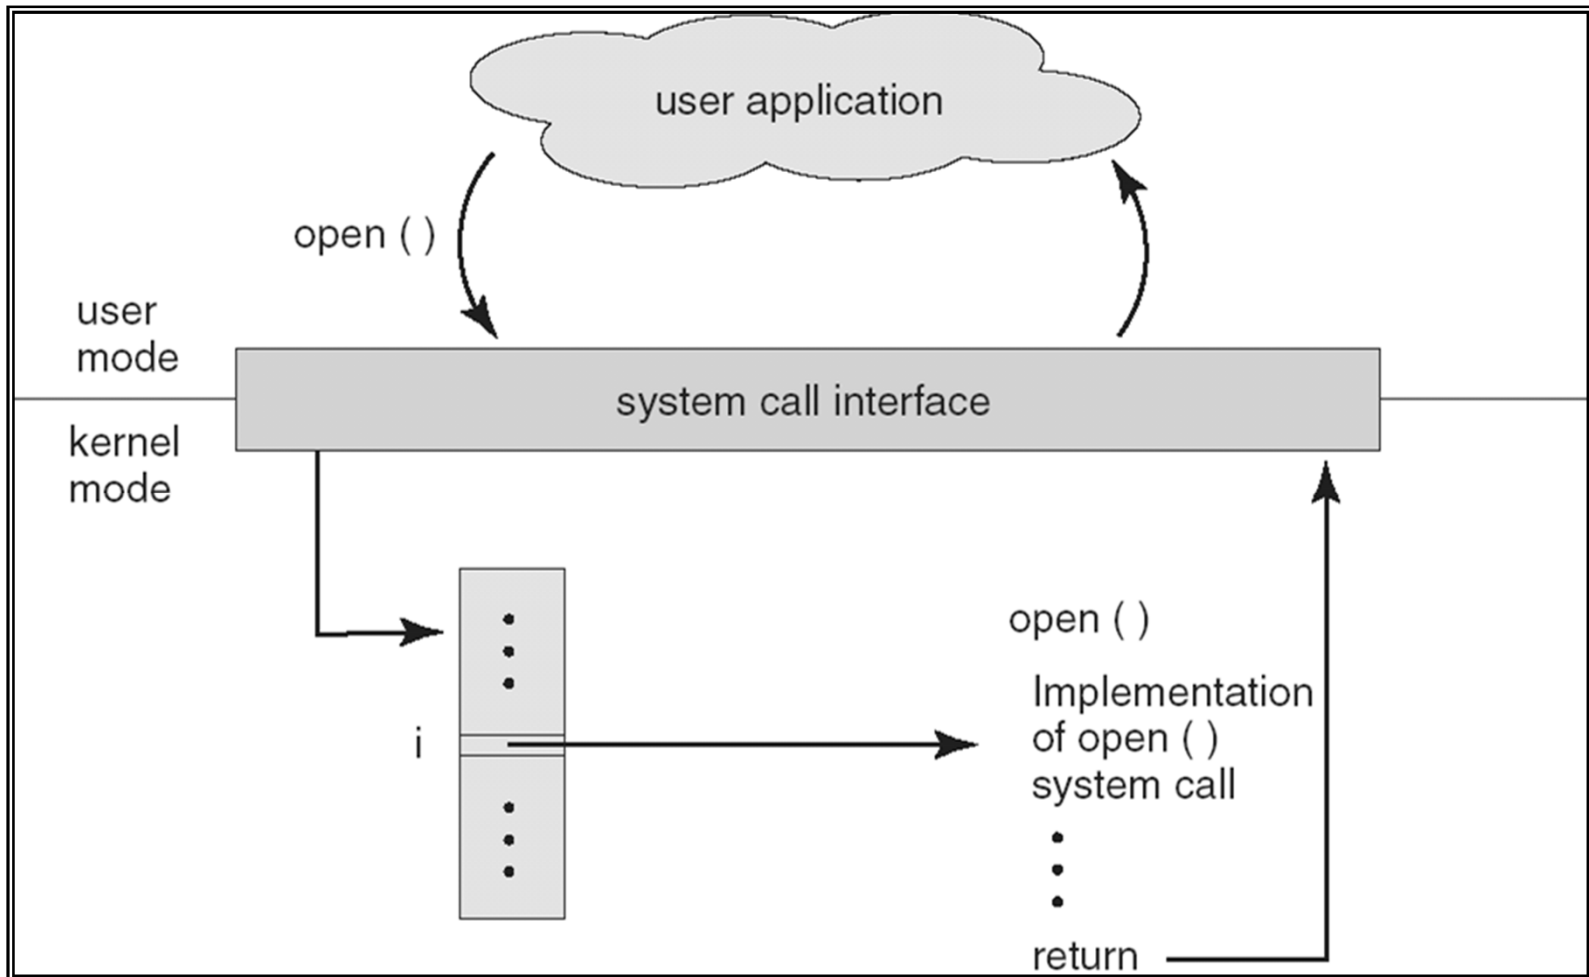 user application
open ( )
user
mode
system call interface
kernel
mode
open ( )
i
Implementation
of open ( )
system call
return